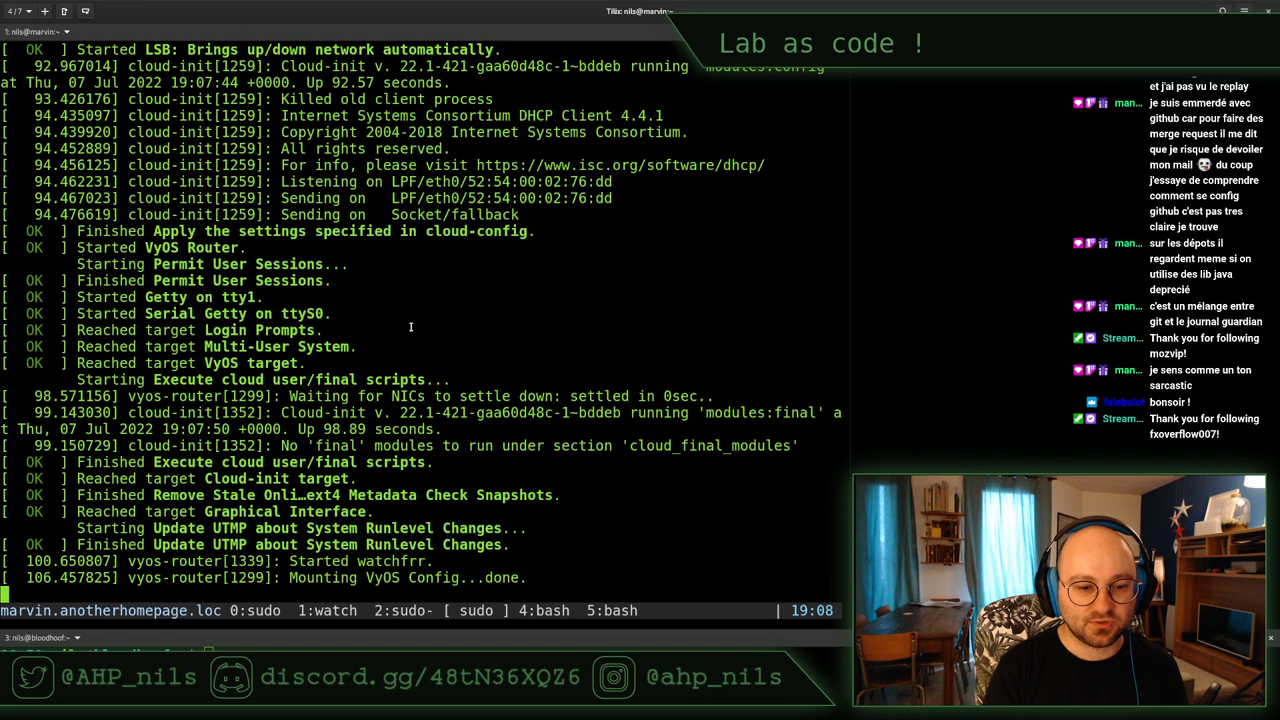 4 / 7
Tilix: nils@marvin:~
1: nils@marvin:~
Lab as code !
[  OK  ] Started LSB: Brings up/down network automatically.
[   92.967014] cloud-init[1259]: Cloud-init v. 22.1-421-gaa60d48c-1~bddeb running 'modules:config'
at Thu, 07 Jul 2022 19:07:44 +0000. Up 92.57 seconds.
[   93.426176] cloud-init[1259]: Killed old client process
[   94.435097] cloud-init[1259]: Internet Systems Consortium DHCP Client 4.4.1
[   94.439920] cloud-init[1259]: Copyright 2004-2018 Internet Systems Consortium.
[   94.452889] cloud-init[1259]: All rights reserved.
[   94.456125] cloud-init[1259]: For info, please visit https://www.isc.org/software/dhcp/
[   94.462231] cloud-init[1259]: Listening on LPF/eth0/52:54:00:02:76:dd
[   94.467023] cloud-init[1259]: Sending on   LPF/eth0/52:54:00:02:76:dd
[   94.476619] cloud-init[1259]: Sending on   Socket/fallback
[  OK  ] Finished Apply the settings specified in cloud-config.
[  OK  ] Started VyOS Router.
Starting Permit User Sessions...
[  OK  ] Finished Permit User Sessions.
[  OK  ] Started Getty on tty1.
[  OK  ] Started Serial Getty on ttyS0.
[  OK  ] Reached target Login Prompts.
[  OK  ] Reached target Multi-User System.
[  OK  ] Reached target VyOS target.
Starting Execute cloud user/final scripts...
[   98.571156] vyos-router[1299]: Waiting for NICs to settle down: settled in 0sec..
[   99.143030] cloud-init[1352]: Cloud-init v. 22.1-421-gaa60d48c-1~bddeb running 'modules:final' a
t Thu, 07 Jul 2022 19:07:50 +0000. Up 98.89 seconds.
[   99.150729] cloud-init[1352]: No 'final' modules to run under section 'cloud_final_modules'
[  OK  ] Finished Execute cloud user/final scripts.
[  OK  ] Reached target Cloud-init target.
[  OK  ] Finished Remove Stale Onli…ext4 Metadata Check Snapshots.
[  OK  ] Reached target Graphical Interface.
Starting Update UTMP about System Runlevel Changes...
[  OK  ] Finished Update UTMP about System Runlevel Changes.
[  100.650807] vyos-router[1339]: Started watchfrr.
[  106.457825] vyos-router[1299]: Mounting VyOS Config...done.
marvin.anotherhomepage.loc 0:sudo  1:watch  2:sudo- [ sudo ] 4:bash  5:bash | 19:08
3: nils@bloodhoof:~
et j'ai pas vu le replay
man... je suis emmerdé avec
github car pour faire des
merge request il me dit
que je risque de devoiler
mon mail du coup
j'essaye de comprendre
comment se config
github c'est pas tres
claire je trouve
man... sur les dépots il
regardent meme si on
utilise des lib java
deprecié
man... c'est un mélange entre
git et le journal guardian
Stream... Thank you for following
mozvip!
man... je sens comme un ton
sarcastic
fxlebulot bonsoir !
Stream... Thank you for following
fxoverflow007!
@AHP_nils discord.gg/48tN36XQZ6 @ahp_nils